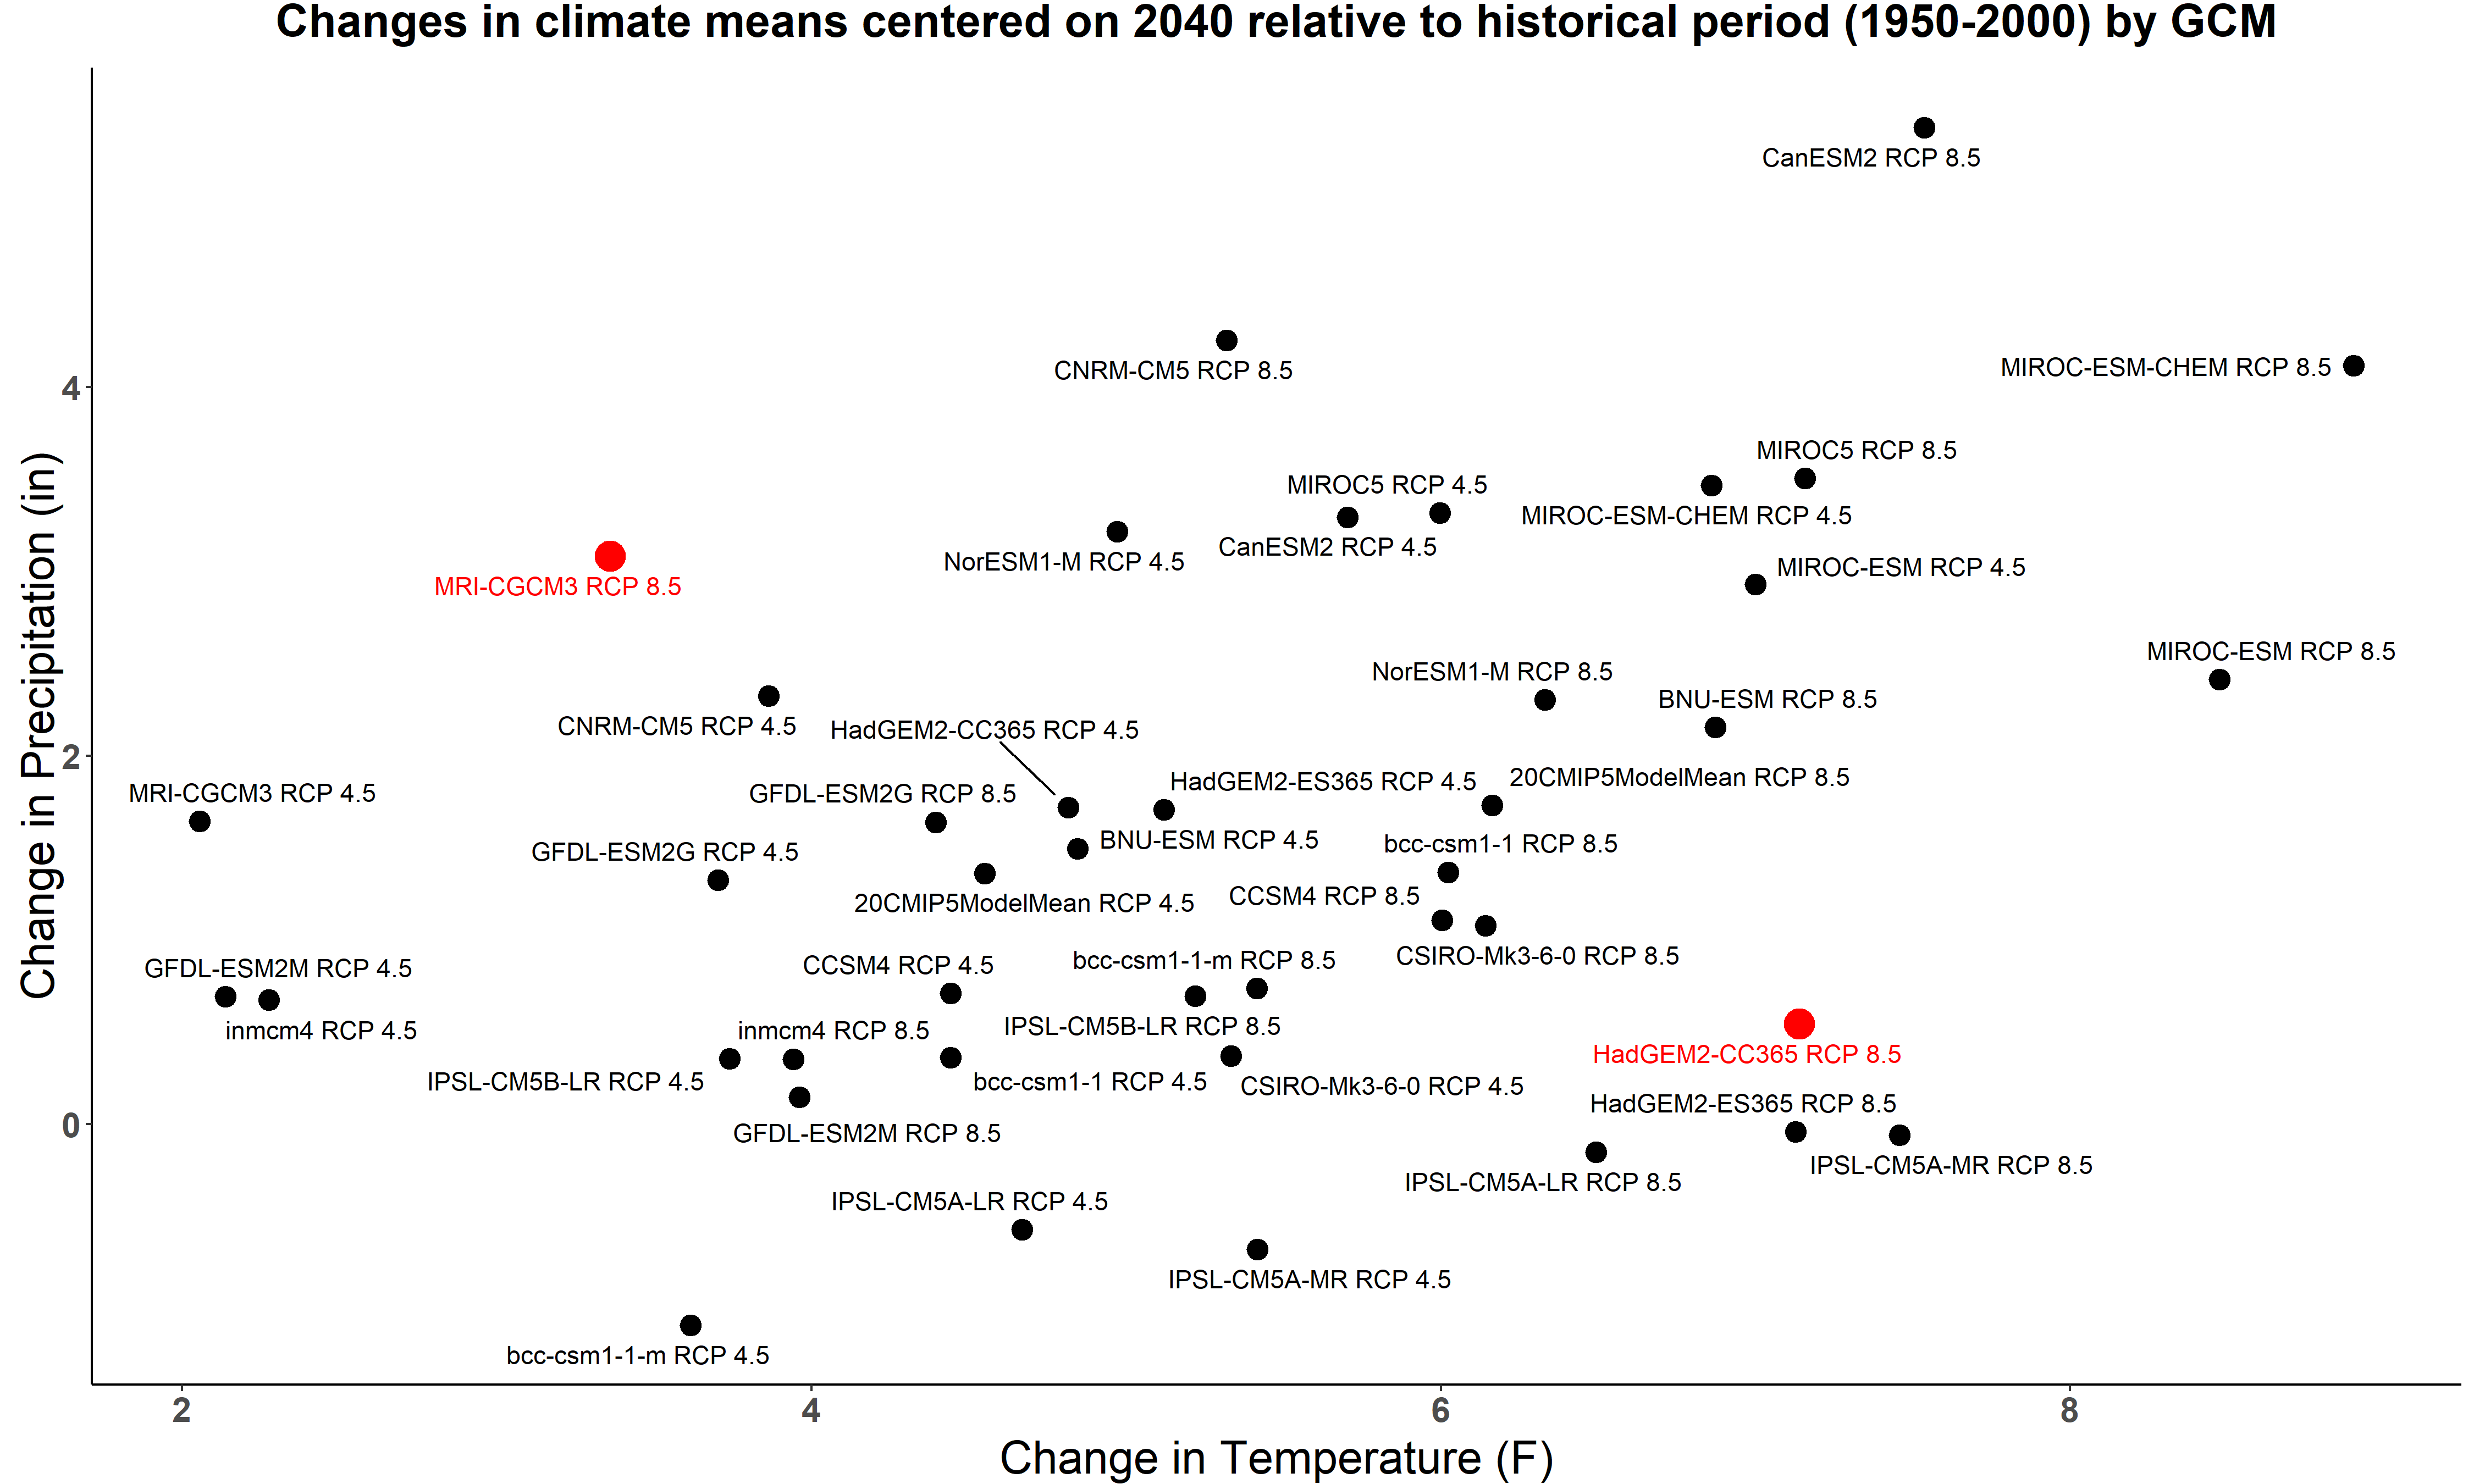 Changes in climate means centered on 2040 relative to historical period (1950-2000) by GCM
CanESM2 RCP 8.5
CNRM-CM5 RCP 8.5
MIROC-ESM-CHEM RCP 8.5
4
MIROC5 RCP 8.5
MIROC5 RCP 4.5
MIROC-ESM-CHEM RCP 4.5
CanESM2 RCP 4.5
NorESM1-M RCP 4.5
MIROC-ESM RCP 4.5
MRI-CGCM3 RCP 8.5
MIROC-ESM RCP 8.5
NorESM1-M RCP 8.5
BNU-ESM RCP 8.5
CNRM-CM5 RCP 4.5
HadGEM2-CC365 RCP 4.5
2
Change in Precipitation (in)
20CMIP5ModelMean RCP 8.5
HadGEM2-ES365 RCP 4.5
MRI-CGCM3 RCP 4.5
GFDL-ESM2G RCP 8.5
BNU-ESM RCP 4.5
bcc-csm1-1 RCP 8.5
GFDL-ESM2G RCP 4.5
CCSM4 RCP 8.5
20CMIP5ModelMean RCP 4.5
CSIRO-Mk3-6-0 RCP 8.5
bcc-csm1-1-m RCP 8.5
CCSM4 RCP 4.5
GFDL-ESM2M RCP 4.5
IPSL-CM5B-LR RCP 8.5
inmcm4 RCP 4.5
inmcm4 RCP 8.5
HadGEM2-CC365 RCP 8.5
IPSL-CM5B-LR RCP 4.5
bcc-csm1-1 RCP 4.5
CSIRO-Mk3-6-0 RCP 4.5
HadGEM2-ES365 RCP 8.5
0
GFDL-ESM2M RCP 8.5
IPSL-CM5A-MR RCP 8.5
IPSL-CM5A-LR RCP 8.5
IPSL-CM5A-LR RCP 4.5
IPSL-CM5A-MR RCP 4.5
bcc-csm1-1-m RCP 4.5
2 4 6 8
Change in Temperature (F)